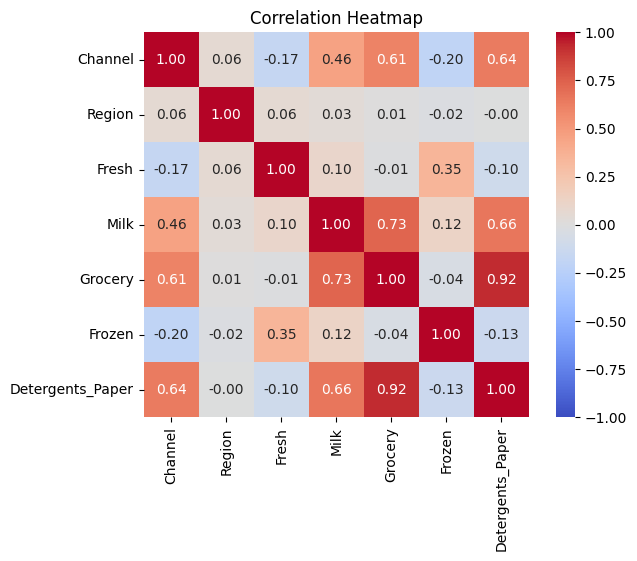 Correlation Heatmap
Channel 1.00 0.06 -0.17 0.46 0.61 -0.20 0.64
Region 0.06 1.00 0.06 0.03 0.01 -0.02 -0.00
Fresh -0.17 0.06 1.00 0.10 -0.01 0.35 -0.10
Milk 0.46 0.03 0.10 1.00 0.73 0.12 0.66
Grocery 0.61 0.01 -0.01 0.73 1.00 -0.04 0.92
Frozen -0.20 -0.02 0.35 0.12 -0.04 1.00 -0.13
Detergents_Paper 0.64 -0.00 -0.10 0.66 0.92 -0.13 1.00
Channel Region Fresh Milk Grocery Frozen Detergents_Paper
1.00
0.75
0.50
0.25
0.00
−0.25
−0.50
−0.75
−1.00